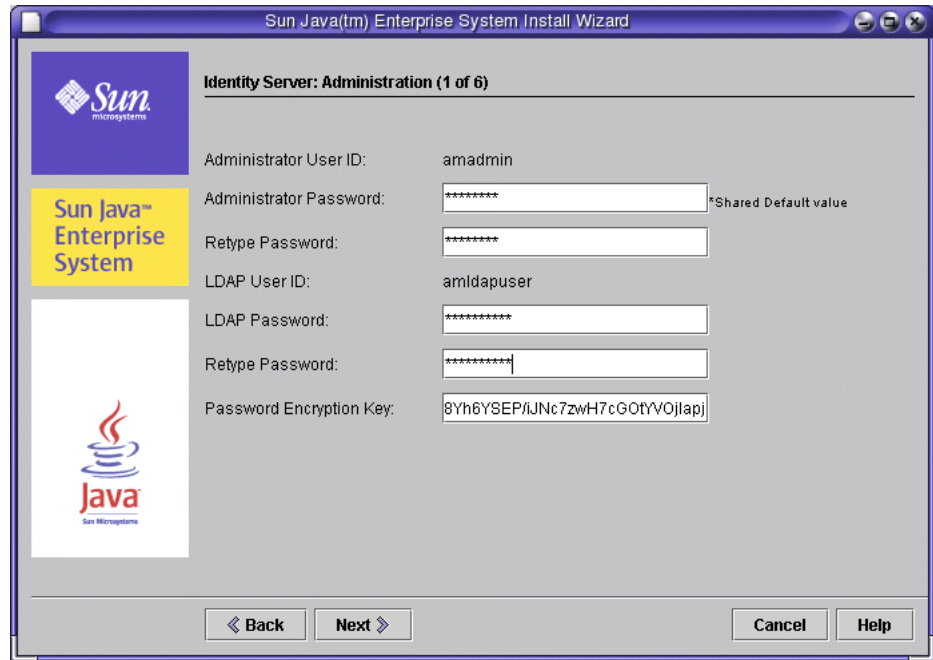 Sun Java(tm) Enterprise System Install Wizard
Sun
microsystems
Sun Java™
Enterprise
System
Java
Sun Microsystems
Identity Server: Administration (1 of 6)
Administrator User ID: amadmin
Administrator Password: ******** *Shared Default value
Retype Password: ********
LDAP User ID: amldapuser
LDAP Password: **********
Retype Password: **********
Password Encryption Key: 8Yh6YSEP/iJNc7zwH7cGOtYVOjIapj
Back Next Cancel Help